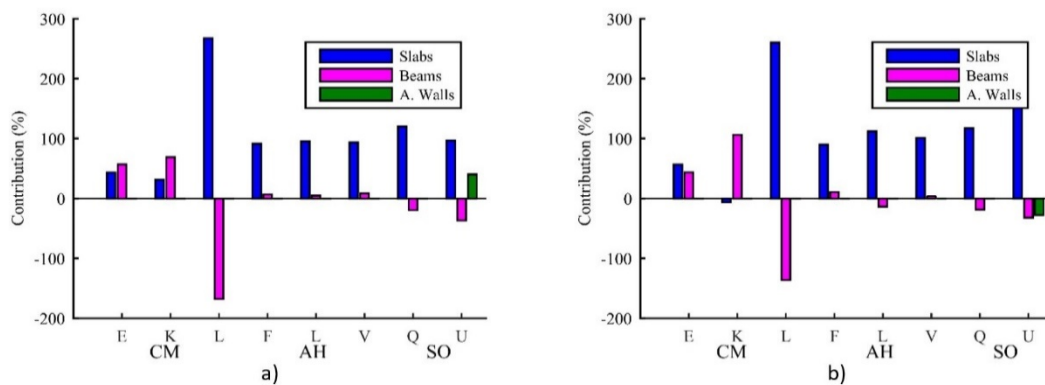 300
200
100
0
-100
-200
Contribution (%)
Slabs
Beams
A. Walls
E K L F L V Q U
CM AH SO
a)
300
200
100
0
-100
-200
Contribution (%)
Slabs
Beams
A. Walls
E K L F L V Q U
CM AH SO
b)